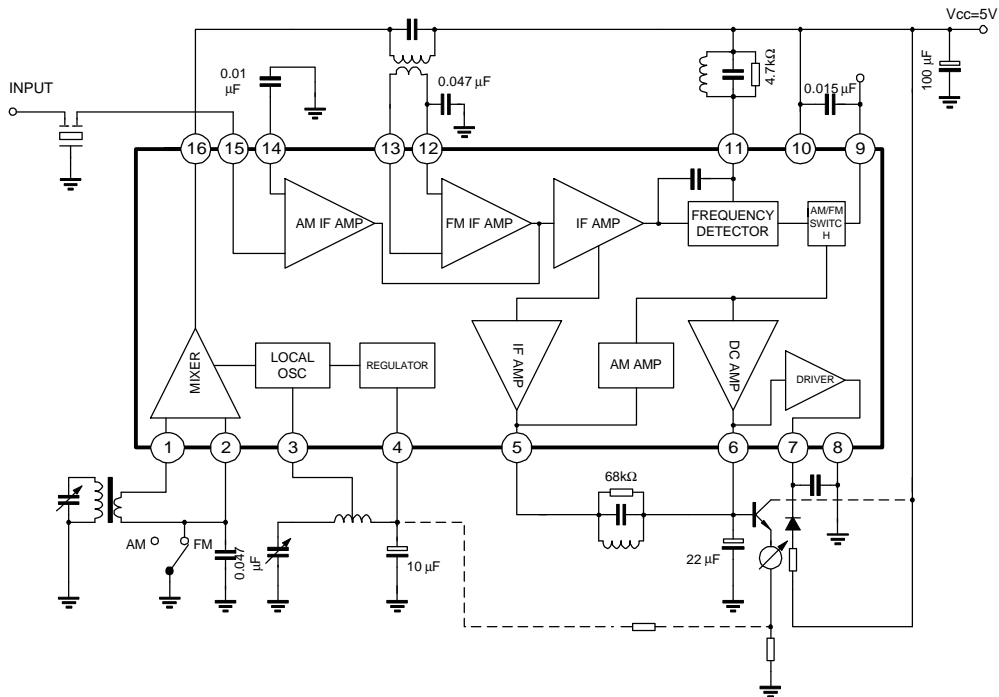 Vcc=5V
INPUT
0.01
µF
0.047 µF
4.7kΩ
0.015 µF
100 µF
16
15
14
13
12
11
10
9
AM IF AMP
FM IF AMP
IF AMP
FREQUENCY
DETECTOR
AM/FM
SWITC
H
MIXER
LOCAL
OSC
REGULATOR
IF AMP
AM AMP
DC AMP
DRIVER
1
2
3
4
5
6
7
8
68kΩ
AM
FM
0.047
µF
10 µF
22 µF